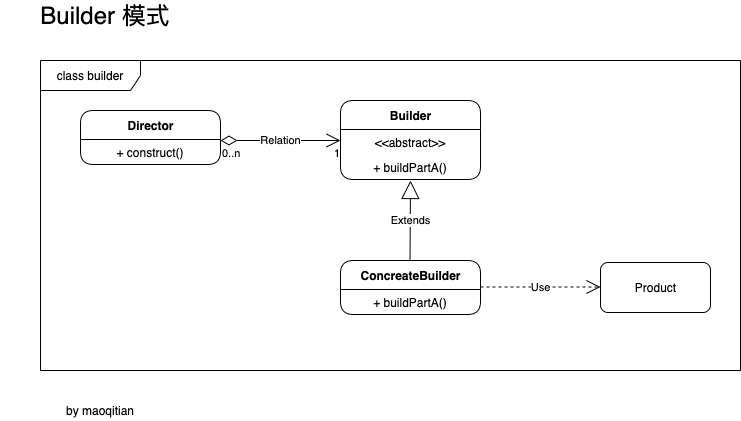 Builder 模式
class builder
Director
+ construct()
0..n
Relation
1
Builder
<<abstract>>
+ buildPartA()
Extends
ConcreateBuilder
+ buildPartA()
Use
Product
by maoqitian